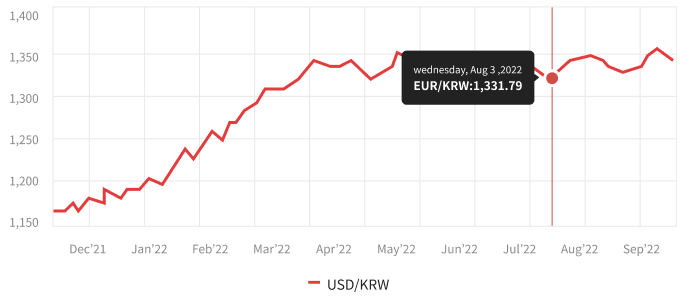 1,400
1,350
1,300
1,250
1,200
1,150
wednesday, Aug 3 ,2022
EUR/KRW:1,331.79
Dec'21 Jan'22 Feb'22 Mar'22 Apr'22 May'22 Jun'22 Jul'22 Aug'22 Sep'22
USD/KRW